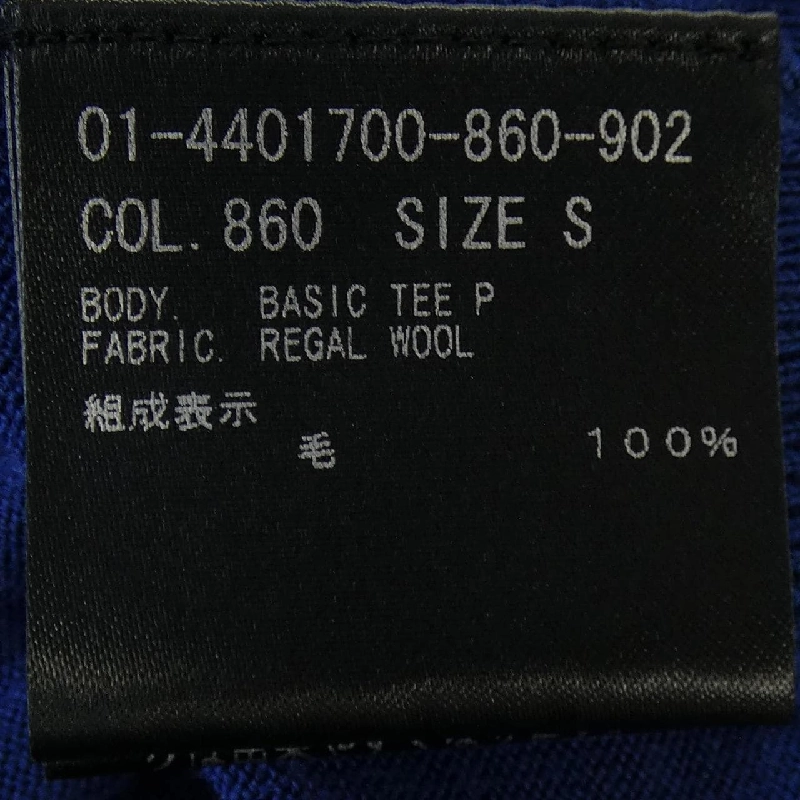 01-4401700-860-902
COL. 860 SIZE S
BODY. BASIC TEE P
FABRIC. REGAL WOOL
組成表示
毛 100%